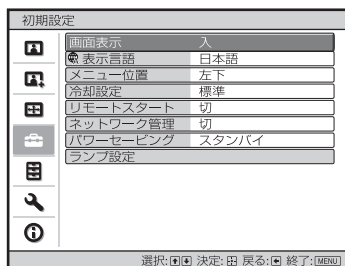 初期設定
画面表示 入
表示言語 日本語
メニュー位置 左下
冷却設定 標準
リモートスタート 切
ネットワーク管理 切
パワーセービング スタンバイ
ランプ設定
選択: 決定: 戻る: 終了:MENU